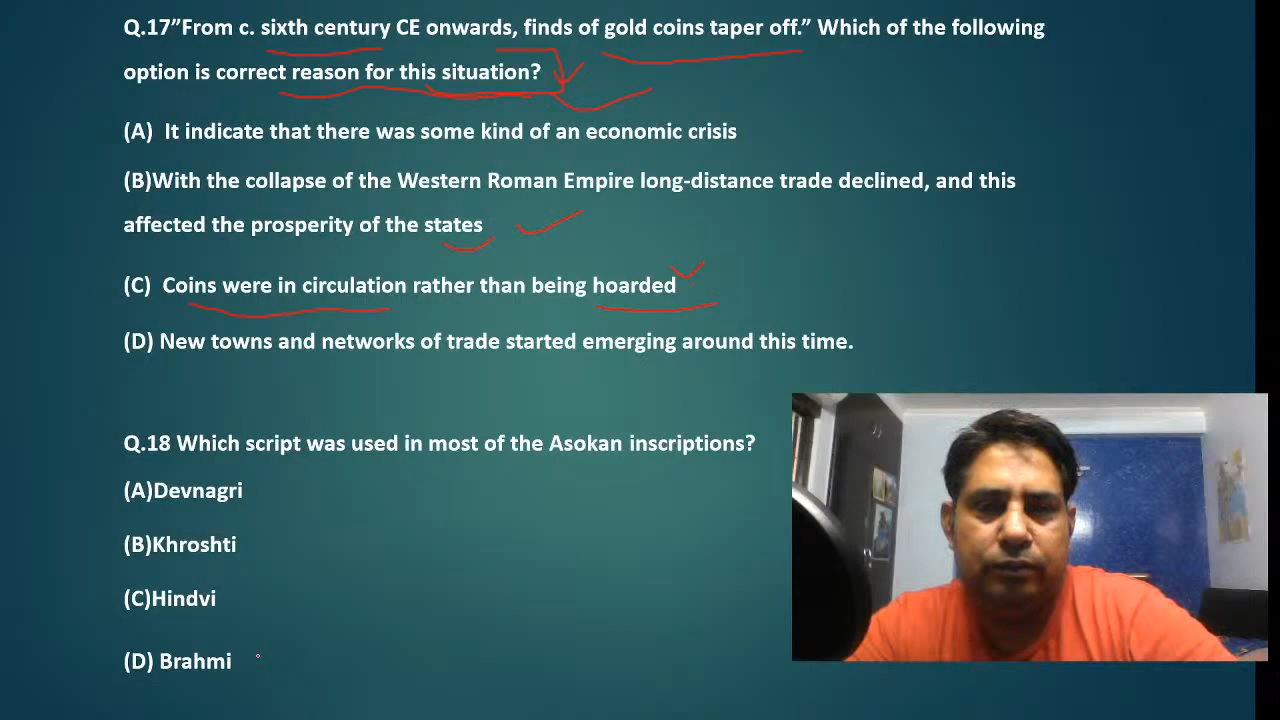 Q.17”From c. sixth century CE onwards, finds of gold coins taper off.” Which of the following
option is correct reason for this situation?
(A) It indicate that there was some kind of an economic crisis
(B)With the collapse of the Western Roman Empire long-distance trade declined, and this
affected the prosperity of the states
(C) Coins were in circulation rather than being hoarded
(D) New towns and networks of trade started emerging around this time.
Q.18 Which script was used in most of the Asokan inscriptions?
(A)Devnagri
(B)Khroshti
(C)Hindvi
(D) Brahmi